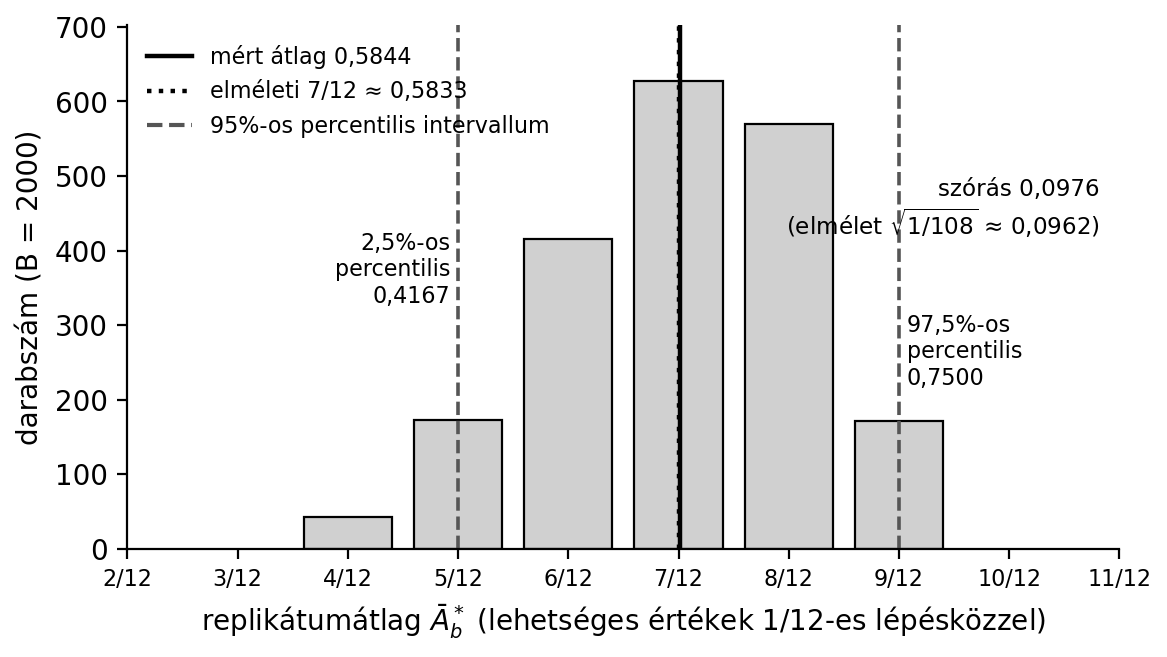 700
600
500
400
300
200
100
0
darabszám (B = 2000)
mért átlag 0,5844
elméleti 7/12 ≈ 0,5833
95%-os percentilis intervallum
szórás 0,0976
(elmélet √1/108 ≈ 0,0962)
2,5%-os
percentilis
0,4167
97,5%-os
percentilis
0,7500
2/12 3/12 4/12 5/12 6/12 7/12 8/12 9/12 10/12 11/12
replikátumátlag Ā*_b (lehetséges értékek 1/12-es lépésközzel)